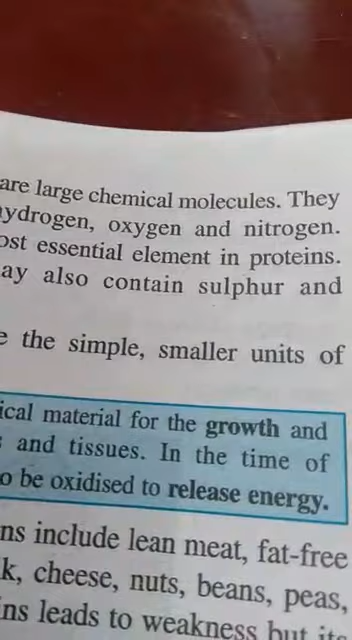 are large chemical molecules. They
ydrogen, oxygen and nitrogen.
ost essential element in proteins.
ay also contain sulphur and
e the simple, smaller units of
ical material for the growth and
and tissues. In the time of
o be oxidised to release energy.
ns include lean meat, fat-free
k, cheese, nuts, beans, peas,
ins leads to weakness but its